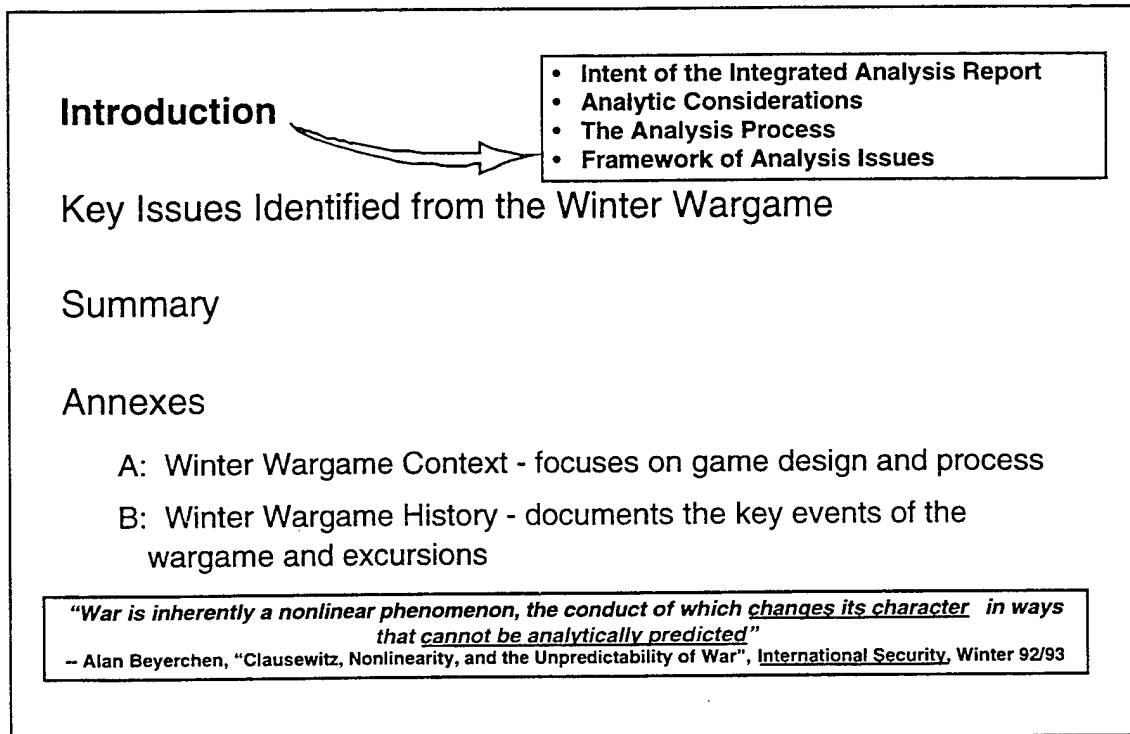 Introduction
• Intent of the Integrated Analysis Report
• Analytic Considerations
• The Analysis Process
• Framework of Analysis Issues
Key Issues Identified from the Winter Wargame
Summary
Annexes
A: Winter Wargame Context - focuses on game design and process
B: Winter Wargame History - documents the key events of the
wargame and excursions
“War is inherently a nonlinear phenomenon, the conduct of which changes its character in ways
that cannot be analytically predicted”
– Alan Beyerchen, “Clausewitz, Nonlinearity, and the Unpredictability of War”, International Security, Winter 92/93